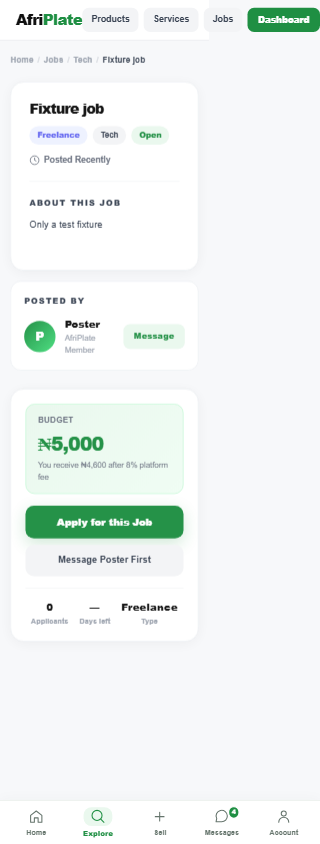 AfriPlate Products Services Jobs Dashboard
Home / Jobs / Tech / Fixture job
Fixture job
Freelance Tech Open
Posted Recently
ABOUT THIS JOB
Only a test fixture
POSTED BY
P
Poster
AfriPlate
Member
Message
BUDGET
₦5,000
You receive ₦4,600 after 8% platform
fee
Apply for this Job
Message Poster First
0 — Freelance
Applicants Days left Type
4
Home Explore Sell Messages Account